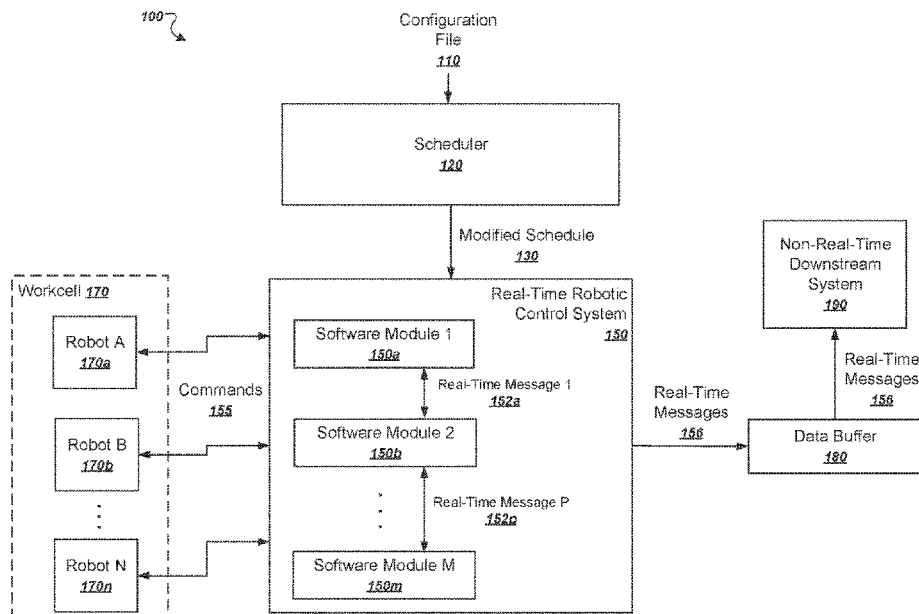 100
Configuration
File
110
Scheduler
120
Modified Schedule
130
Non-Real-Time
Downstream
System
190
Workcell 170
Real-Time Robotic
Control System
150
Robot A
170a
Software Module 1
150a
Real-Time Message 1
152a
Commands
155
Real-Time
Messages
156
Real-Time
Messages
156
Robot B
170b
Software Module 2
150b
Data Buffer
180
Real-Time Message P
152p
Robot N
170n
Software Module M
150m